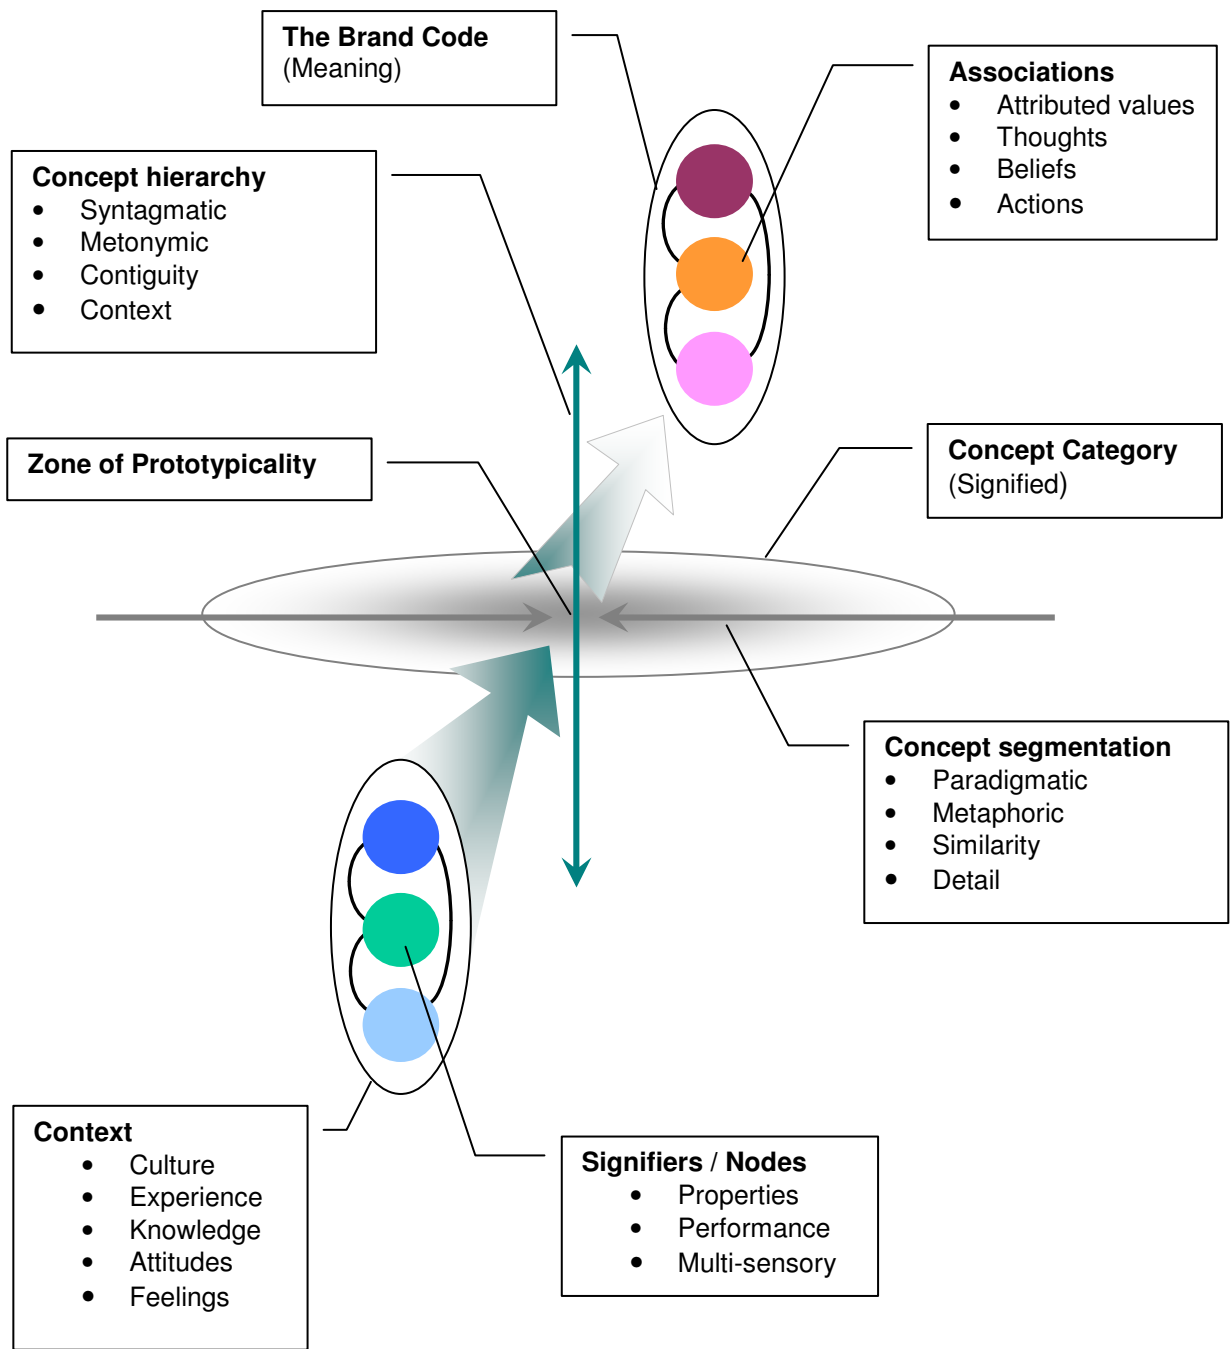 The Brand Code
(Meaning)
Associations
• Attributed values
• Thoughts
• Beliefs
• Actions
Concept hierarchy
• Syntagmatic
• Metonymic
• Contiguity
• Context
Zone of Prototypicality
Concept Category
(Signified)
Concept segmentation
• Paradigmatic
• Metaphoric
• Similarity
• Detail
Context
• Culture
• Experience
• Knowledge
• Attitudes
• Feelings
Signifiers / Nodes
• Properties
• Performance
• Multi-sensory